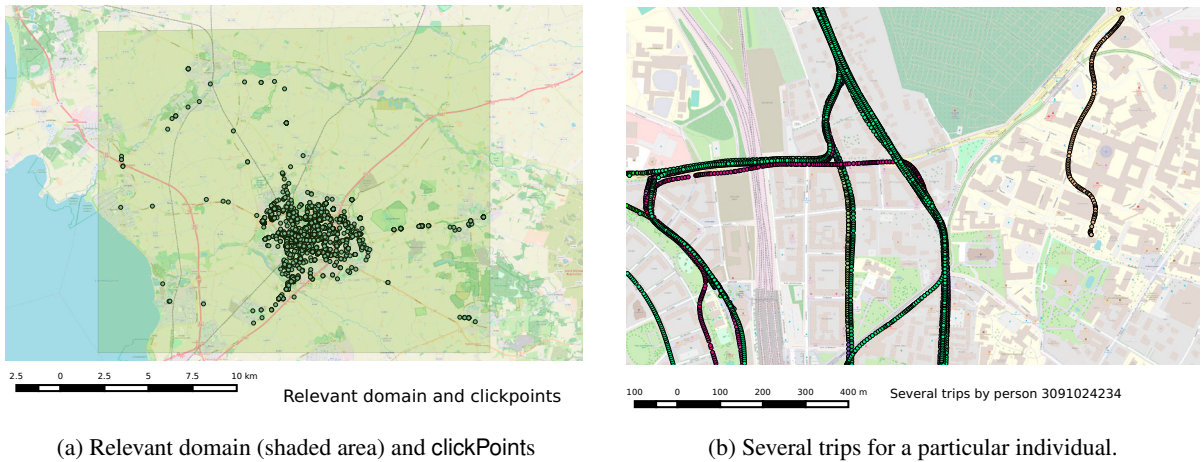 2.5 0 2.5 5 7.5 10 km
Relevant domain and clickpoints
100 0 100 200 300 400 m
Several trips by person 3091024234
(a) Relevant domain (shaded area) and clickPoints
(b) Several trips for a particular individual.